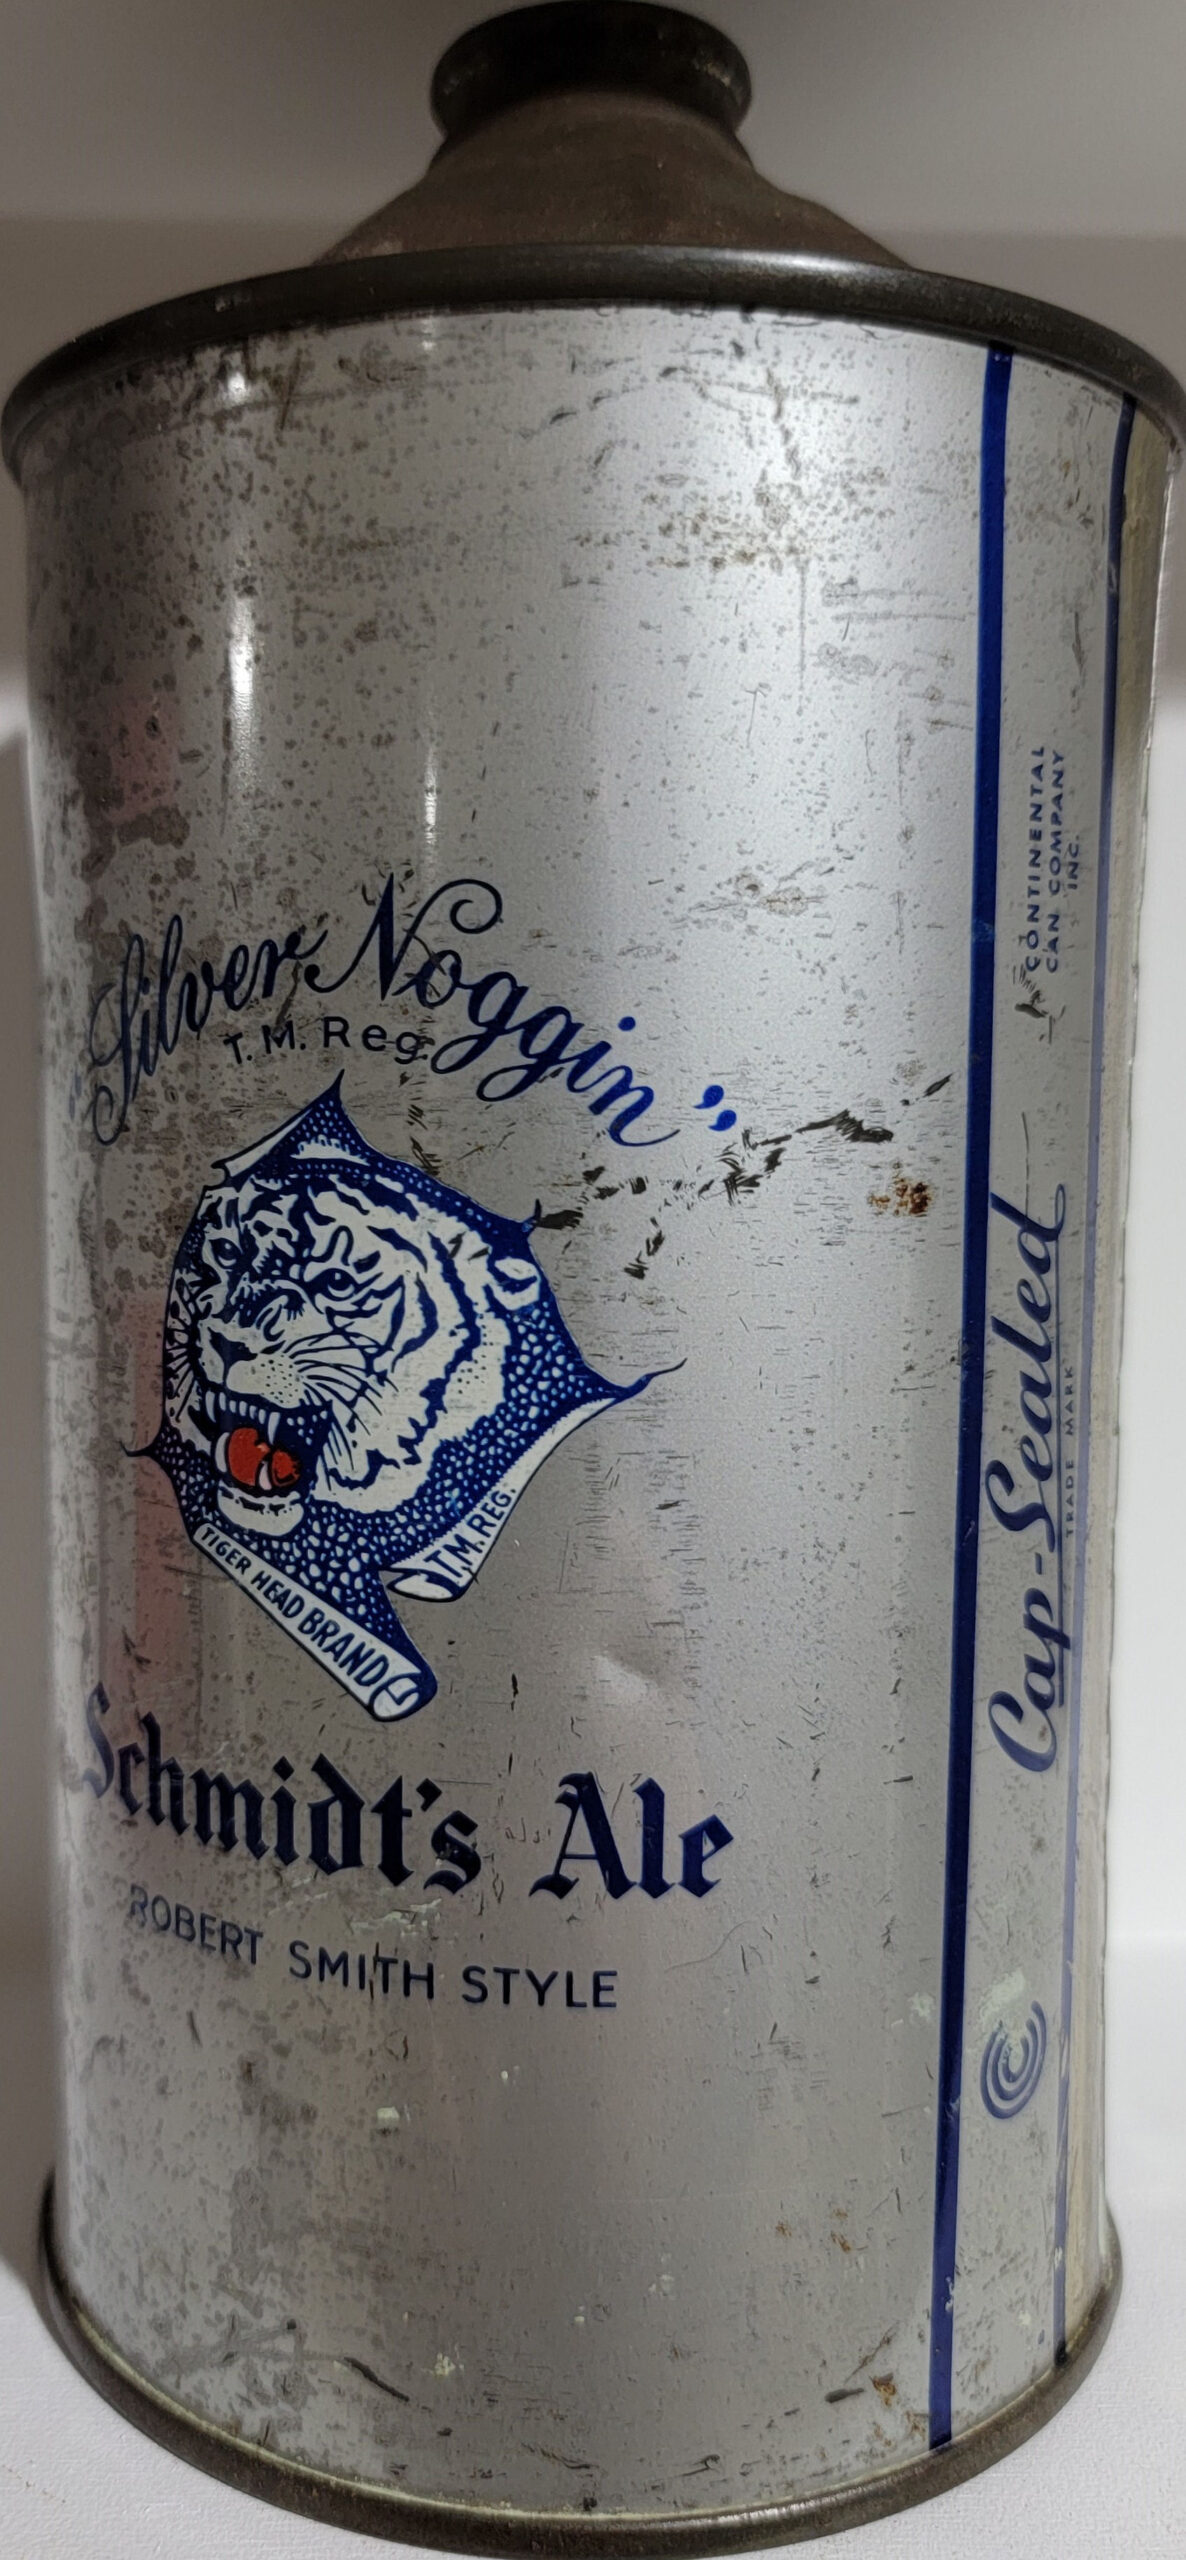 "Silver Noggin"
T. M. Reg.
TIGER HEAD BRAND
T.M. REG.
Schmidt's Ale
ROBERT SMITH STYLE
Cap-Sealed
TRADE MARK
CONTINENTAL
CAN COMPANY
INC.